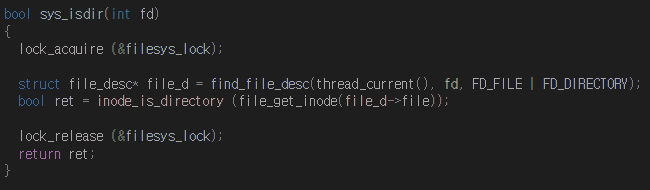 bool sys_isdir(int fd)
{
  lock_acquire (&filesys_lock);

  struct file_desc* file_d = find_file_desc(thread_current(), fd, FD_FILE | FD_DIRECTORY);
  bool ret = inode_is_directory (file_get_inode(file_d->file));

  lock_release (&filesys_lock);
  return ret;
}